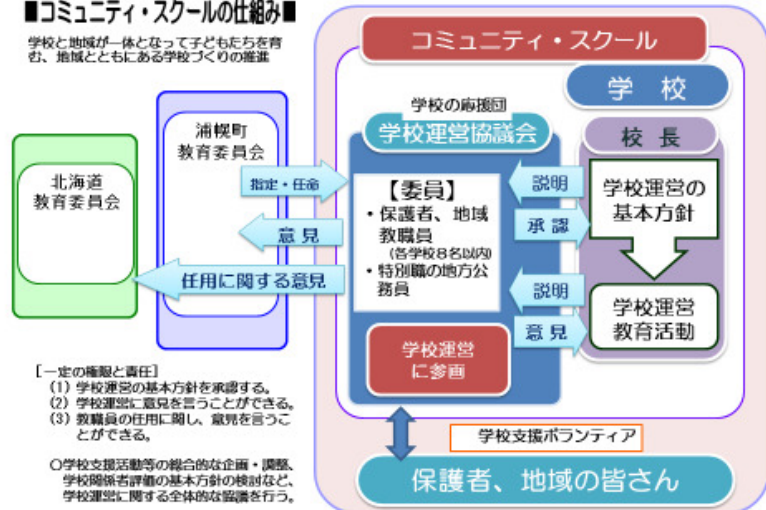 ■コミュニティ・スクールの仕組み■
学校と地域が一体となって子どもたちを育
む、地域とともにある学校づくりの推進
北海道
教育委員会
浦幌町
教育委員会
指定・任命
意見
任用に関する意見
コミュニティ・スクール
学校
学校の応援団
学校運営協議会
【委員】
・保護者、地域
教職員
(各学校8名以内)
・特別職の地方公
務員
学校運営
に参画
校長
説明
承認
学校運営の
基本方針
説明
意見
学校運営
教育活動
[一定の権限と責任]
(1) 学校運営の基本方針を承認する。
(2) 学校運営に意見を言うことができる。
(3) 教職員の任用に関し、意見を言うこ
とができる。
○学校支援活動等の総合的な企画・調整、
学校関係者評価の基本方針の検討など、
学校運営に関する全体的な協議を行う。
学校支援ボランティア
保護者、地域の皆さん